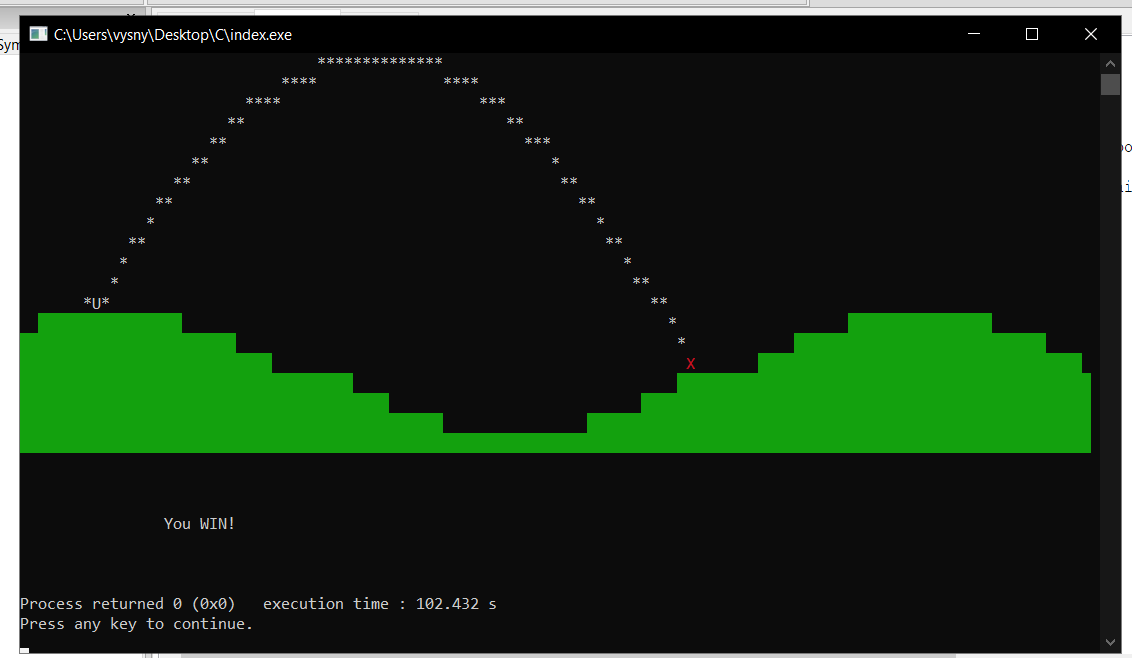 Sym
C:\Users\vysny\Desktop\C\index.exe
**************
**** ****
**** ***
** **
** ***
** *
** **
** **
* *
** **
* *
* **
*U* **
*
*
X
You WIN!
Process returned 0 (0x0) execution time : 102.432 s
Press any key to continue.